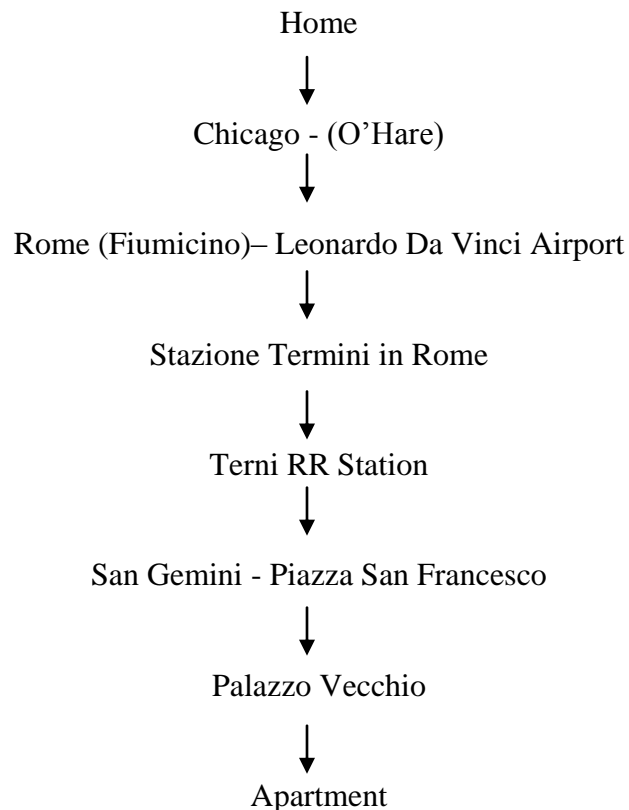 Home
Chicago - (O’Hare)
Rome (Fiumicino)– Leonardo Da Vinci Airport
Stazione Termini in Rome
Terni RR Station
San Gemini - Piazza San Francesco
Palazzo Vecchio
Apartment